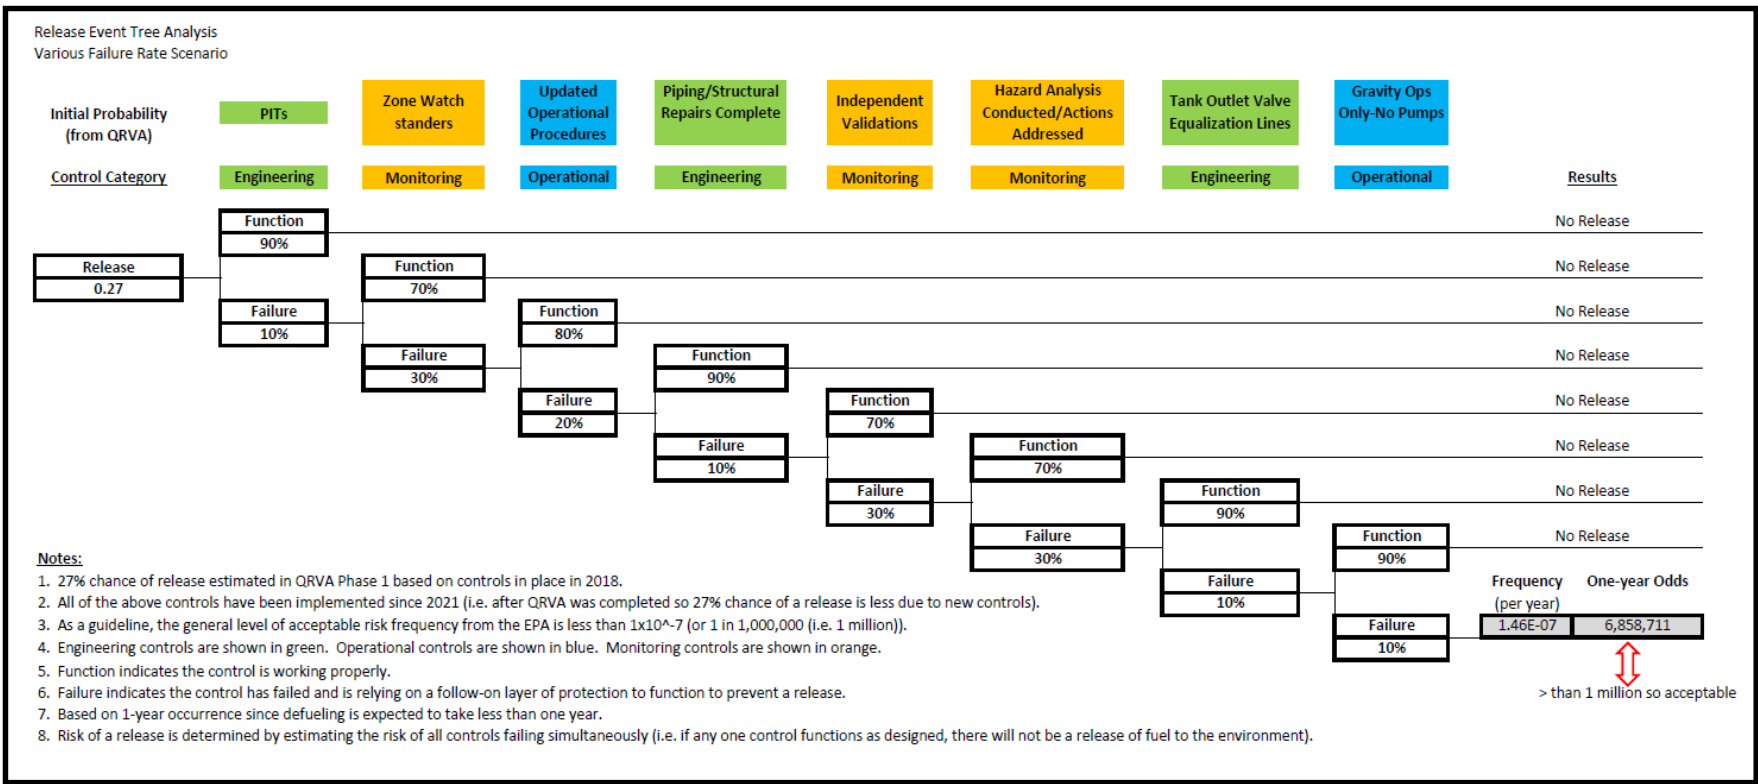 Release Event Tree Analysis
Various Failure Rate Scenario
Initial Probability
(from QRVA)
PITs
Zone Watch
standers
Updated
Operational
Procedures
Piping/Structural
Repairs Complete
Independent
Validations
Hazard Analysis
Conducted/Actions
Addressed
Tank Outlet Valve
Equalization Lines
Gravity Ops
Only-No Pumps
Control Category
Engineering
Monitoring
Operational
Engineering
Monitoring
Monitoring
Engineering
Operational
Results
Function
90%
No Release
Release
0.27
Function
70%
No Release
Failure
10%
Function
80%
No Release
Failure
30%
Function
90%
No Release
Failure
20%
Function
70%
No Release
Failure
10%
Function
70%
No Release
Failure
30%
Function
90%
No Release
Failure
30%
Function
90%
No Release
Failure
10%
Failure
10%
Frequency
(per year)
One-year Odds
1.46E-07
6,858,711
> than 1 million so acceptable
Notes:
1. 27% chance of release estimated in QRVA Phase 1 based on controls in place in 2018.
2. All of the above controls have been implemented since 2021 (i.e. after QRVA was completed so 27% chance of a release is less due to new controls).
3. As a guideline, the general level of acceptable risk frequency from the EPA is less than 1x10^-7 (or 1 in 1,000,000 (i.e. 1 million)).
4. Engineering controls are shown in green. Operational controls are shown in blue. Monitoring controls are shown in orange.
5. Function indicates the control is working properly.
6. Failure indicates the control has failed and is relying on a follow-on layer of protection to function to prevent a release.
7. Based on 1-year occurrence since defueling is expected to take less than one year.
8. Risk of a release is determined by estimating the risk of all controls failing simultaneously (i.e. if any one control functions as designed, there will not be a release of fuel to the environment).